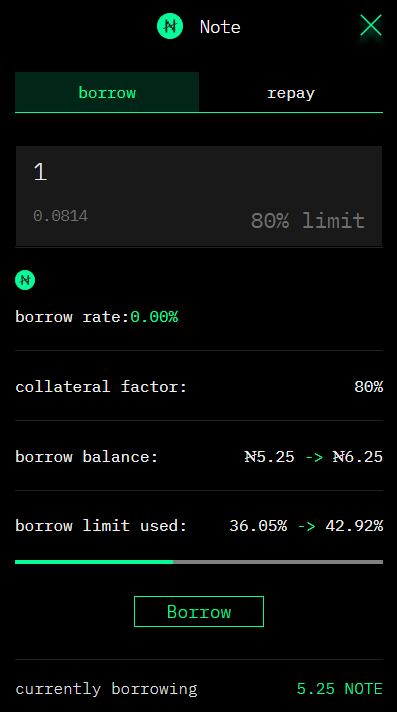 Note
borrow repay
1
0.0814 80% limit
borrow rate:0.00%
collateral factor: 80%
borrow balance: ₦5.25 -> ₦6.25
borrow limit used: 36.05% -> 42.92%
Borrow
currently borrowing 5.25 NOTE